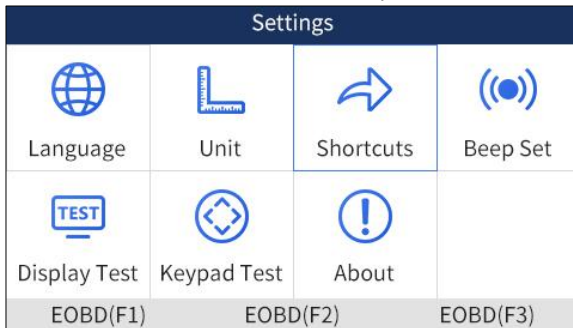 Settings
Language Unit Shortcuts Beep Set
TEST
Display Test Keypad Test About
EOBD(F1) EOBD(F2) EOBD(F3)